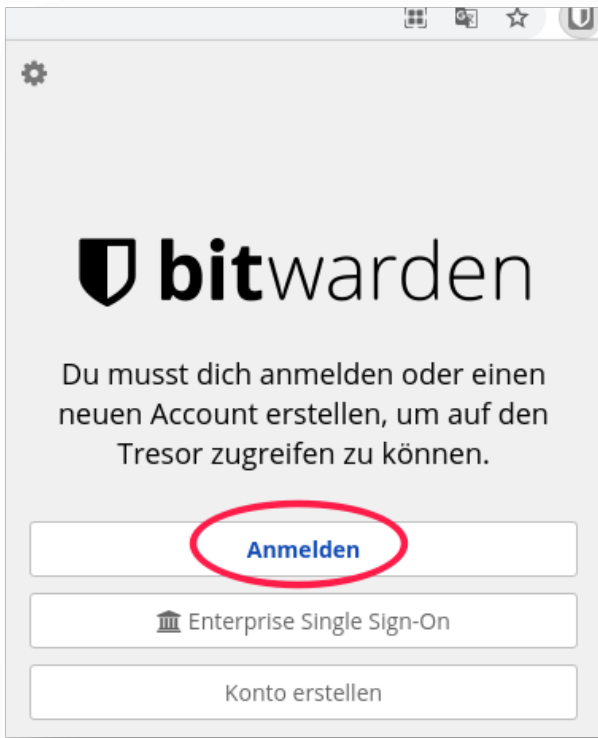 bitwarden
Du musst dich anmelden oder einen
neuen Account erstellen, um auf den
Tresor zugreifen zu können.
Anmelden
Enterprise Single Sign-On
Konto erstellen